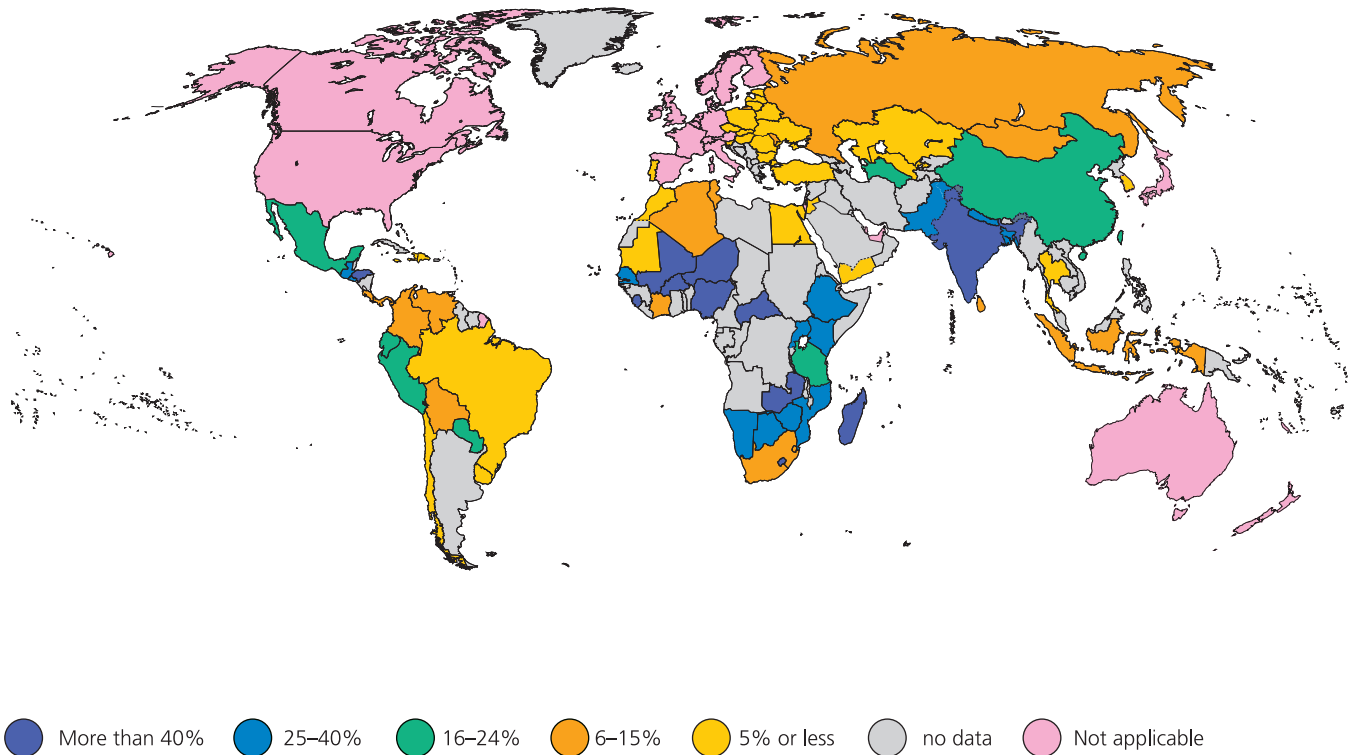 More than 40% 25–40% 16–24% 6–15% 5% or less no data Not applicable